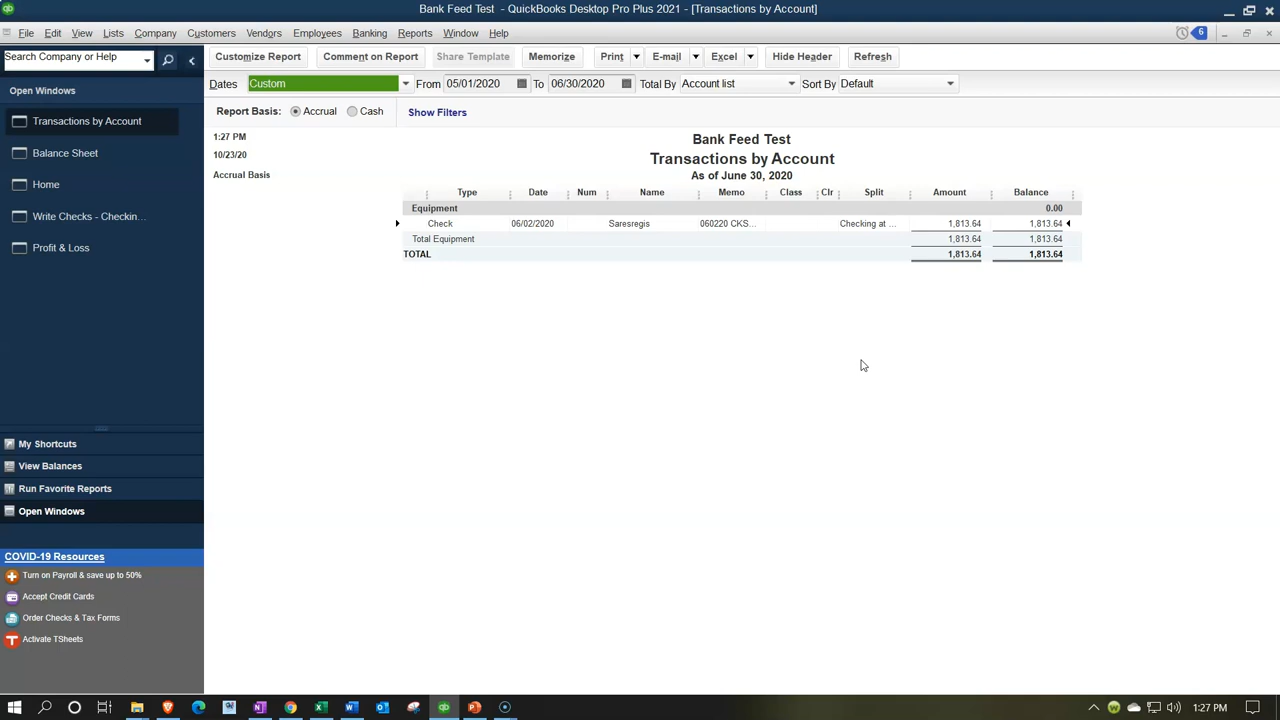 Bank Feed Test - QuickBooks Desktop Pro Plus 2021 - [Transactions by Account]
File Edit View Lists Company Customers Vendors Employees Banking Reports Window Help 6
Search Company or Help
Customize Report Comment on Report Share Template Memorize Print E-mail Excel Hide Header Refresh
Dates Custom From 05/01/2020 To 06/30/2020 Total By Account list Sort By Default
Open Windows
Report Basis: Accrual Cash Show Filters
Transactions by Account
Balance Sheet
Home
Write Checks - Checkin...
Profit & Loss
1:27 PM
10/23/20
Accrual Basis
Bank Feed Test
Transactions by Account
As of June 30, 2020
Type Date Num Name Memo Class Clr Split Amount Balance
Equipment 0.00
Check 06/02/2020 Saresregis 060220 CKS... Checking at ... 1,813.64 1,813.64
Total Equipment 1,813.64 1,813.64
TOTAL 1,813.64 1,813.64
My Shortcuts
View Balances
Run Favorite Reports
Open Windows
COVID-19 Resources
Turn on Payroll & save up to 50%
Accept Credit Cards
Order Checks & Tax Forms
Activate TSheets
1:27 PM